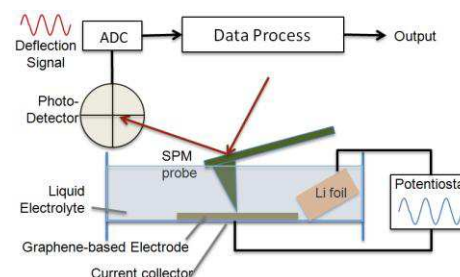 Deflection
Signal
ADC
Data Process
Output
Photo-
Detector
SPM
probe
Li foil
Potentiosta
Liquid
Electrolyte
Graphene-based Electrode
Current collector